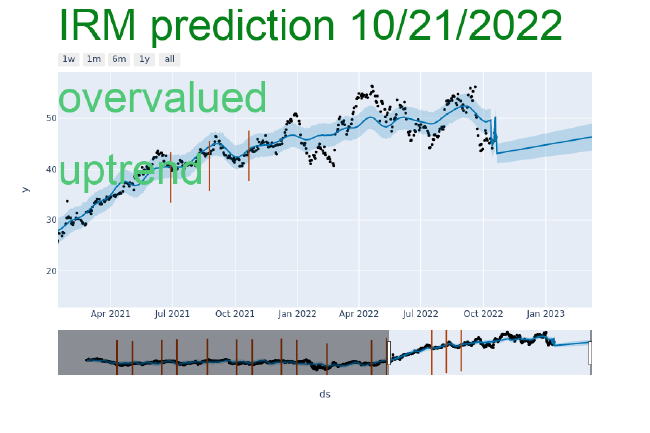 IRM prediction 10/21/2022
1w 1m 6m 1y all
overvalued
50
uptrend
40
y
30
20
Apr 2021 Jul 2021 Oct 2021 Jan 2022 Apr 2022 Jul 2022 Oct 2022 Jan 2023
ds